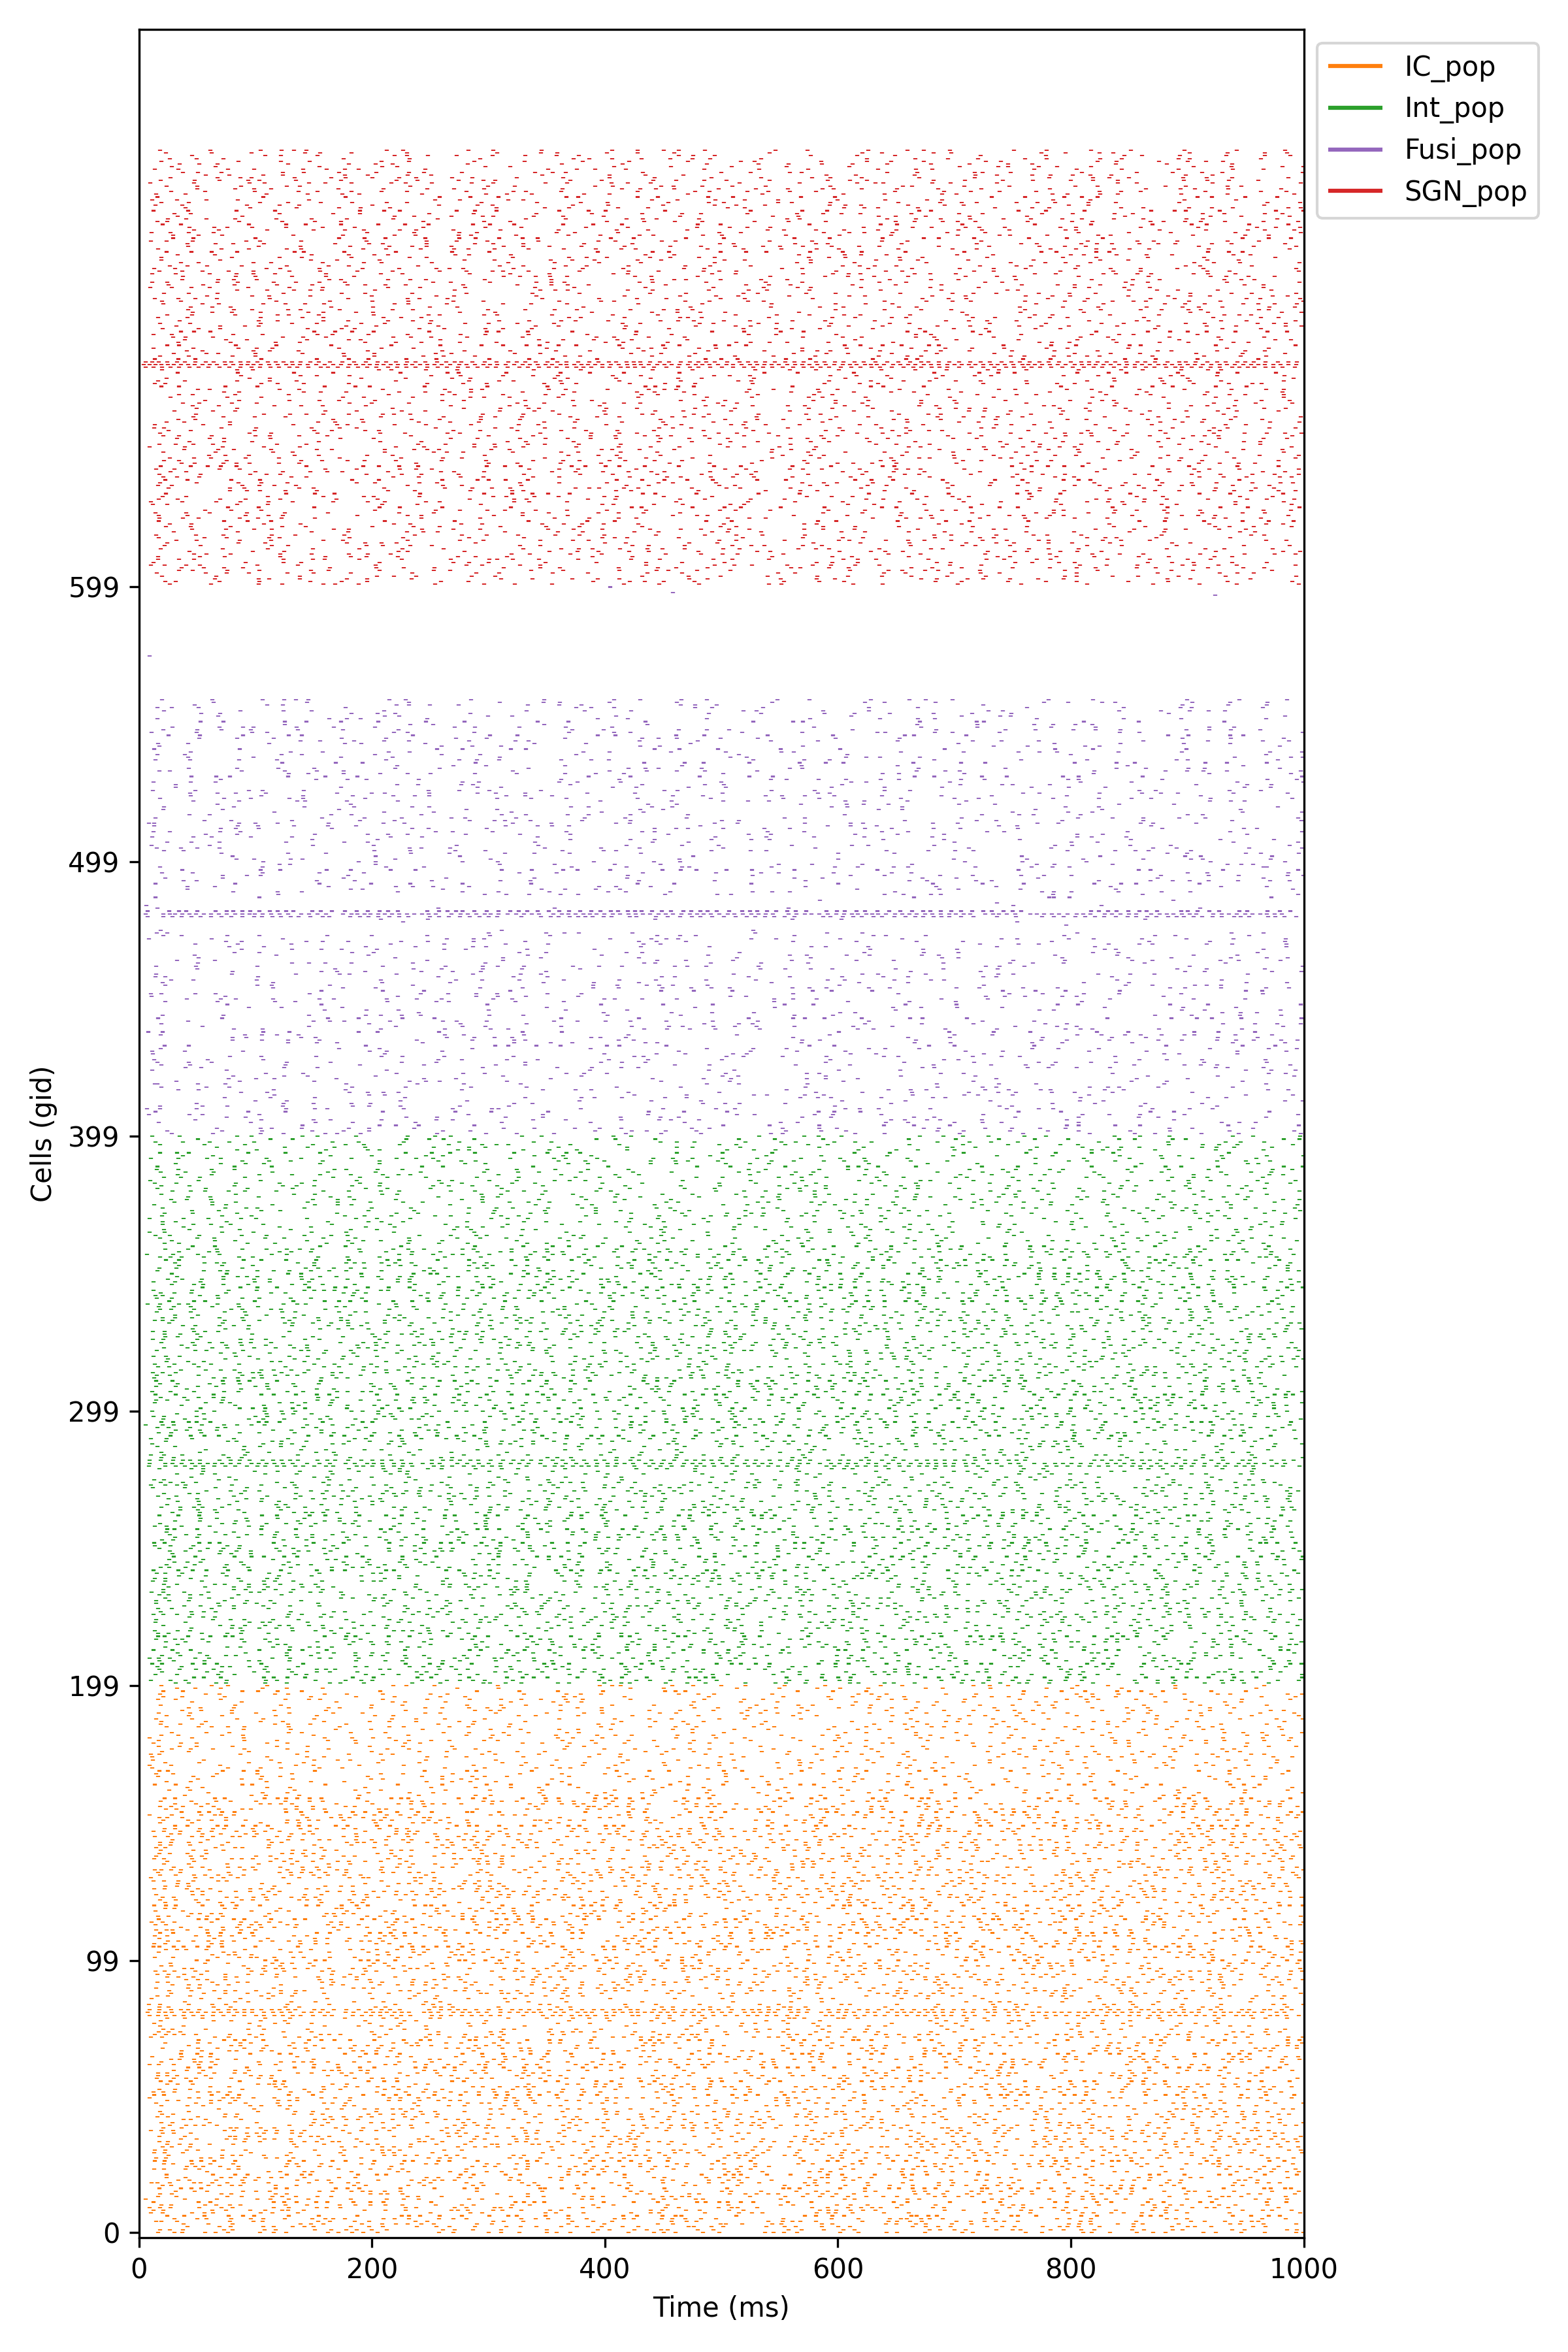 IC_pop
Int_pop
Fusi_pop
SGN_pop
599
499
399
299
199
99
0
Cells (gid)
0 200 400 600 800 1000
Time (ms)